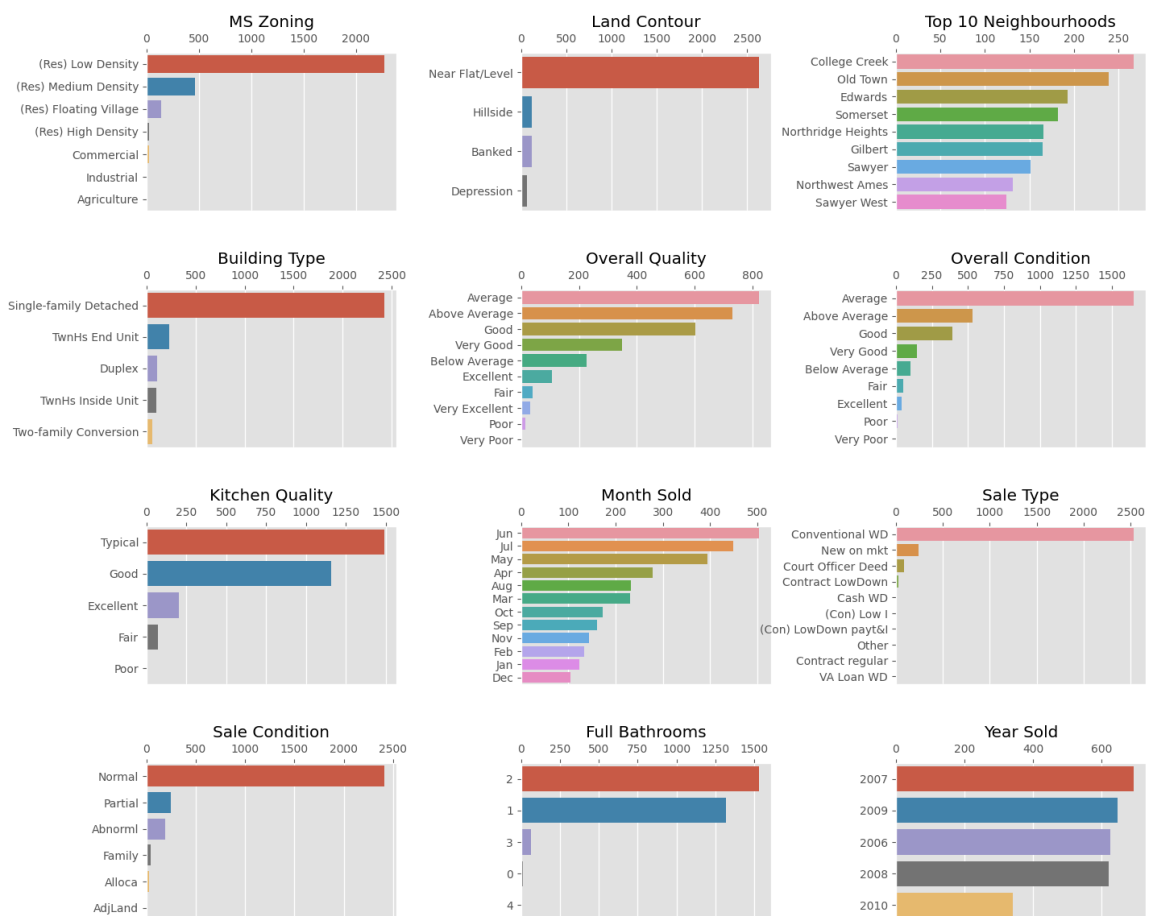 MS Zoning
0 500 1000 1500 2000
(Res) Low Density
(Res) Medium Density
(Res) Floating Village
(Res) High Density
Commercial
Industrial
Agriculture
Land Contour
0 500 1000 1500 2000 2500
Near Flat/Level
Hillside
Banked
Depression
Top 10 Neighbourhoods
0 50 100 150 200 250
College Creek
Old Town
Edwards
Somerset
Northridge Heights
Gilbert
Sawyer
Northwest Ames
Sawyer West
Building Type
0 500 1000 1500 2000 2500
Single-family Detached
TwnHs End Unit
Duplex
TwnHs Inside Unit
Two-family Conversion
Overall Quality
0 200 400 600 800
Average
Above Average
Good
Very Good
Below Average
Excellent
Fair
Very Excellent
Poor
Very Poor
Overall Condition
0 250 500 750 1000 1250 1500
Average
Above Average
Good
Very Good
Below Average
Fair
Excellent
Poor
Very Poor
Kitchen Quality
0 250 500 750 1000 1250 1500
Typical
Good
Excellent
Fair
Poor
Month Sold
0 100 200 300 400 500
Jun
Jul
May
Apr
Aug
Mar
Oct
Sep
Nov
Feb
Jan
Dec
Sale Type
0 500 1000 1500 2000 2500
Conventional WD
New on mkt
Court Officer Deed
Contract LowDown
Cash WD
(Con) Low I
(Con) LowDown payt&I
Other
Contract regular
VA Loan WD
Sale Condition
0 500 1000 1500 2000 2500
Normal
Partial
Abnorml
Family
Alloca
AdjLand
Full Bathrooms
0 250 500 750 1000 1250 1500
2
1
3
0
4
Year Sold
0 200 400 600
2007
2009
2006
2008
2010